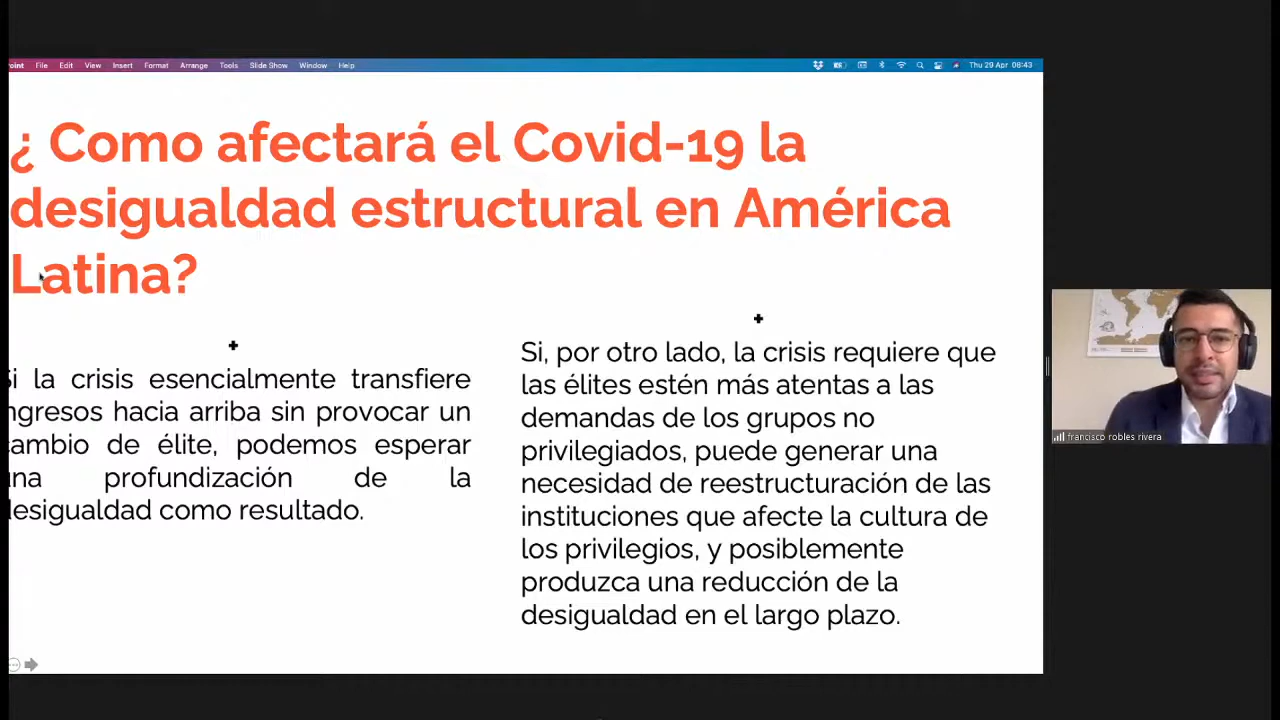 File Edit View Insert Format Arrange Tools Slide Show Window Help
Thu 29 Apr 08:43
¿ Como afectará el Covid-19 la
desigualdad estructural en América
Latina?
la crisis esencialmente transfiere
hacia arriba sin provocar un
de élite, podemos esperar
profundización de la
como resultado.
Si, por otro lado, la crisis requiere que
las élites estén más atentas a las
demandas de los grupos no
privilegiados, puede generar una
necesidad de reestructuración de las
instituciones que afecte la cultura de
los privilegios, y posiblemente
produzca una reducción de la
desigualdad en el largo plazo.
francisco robles rivera